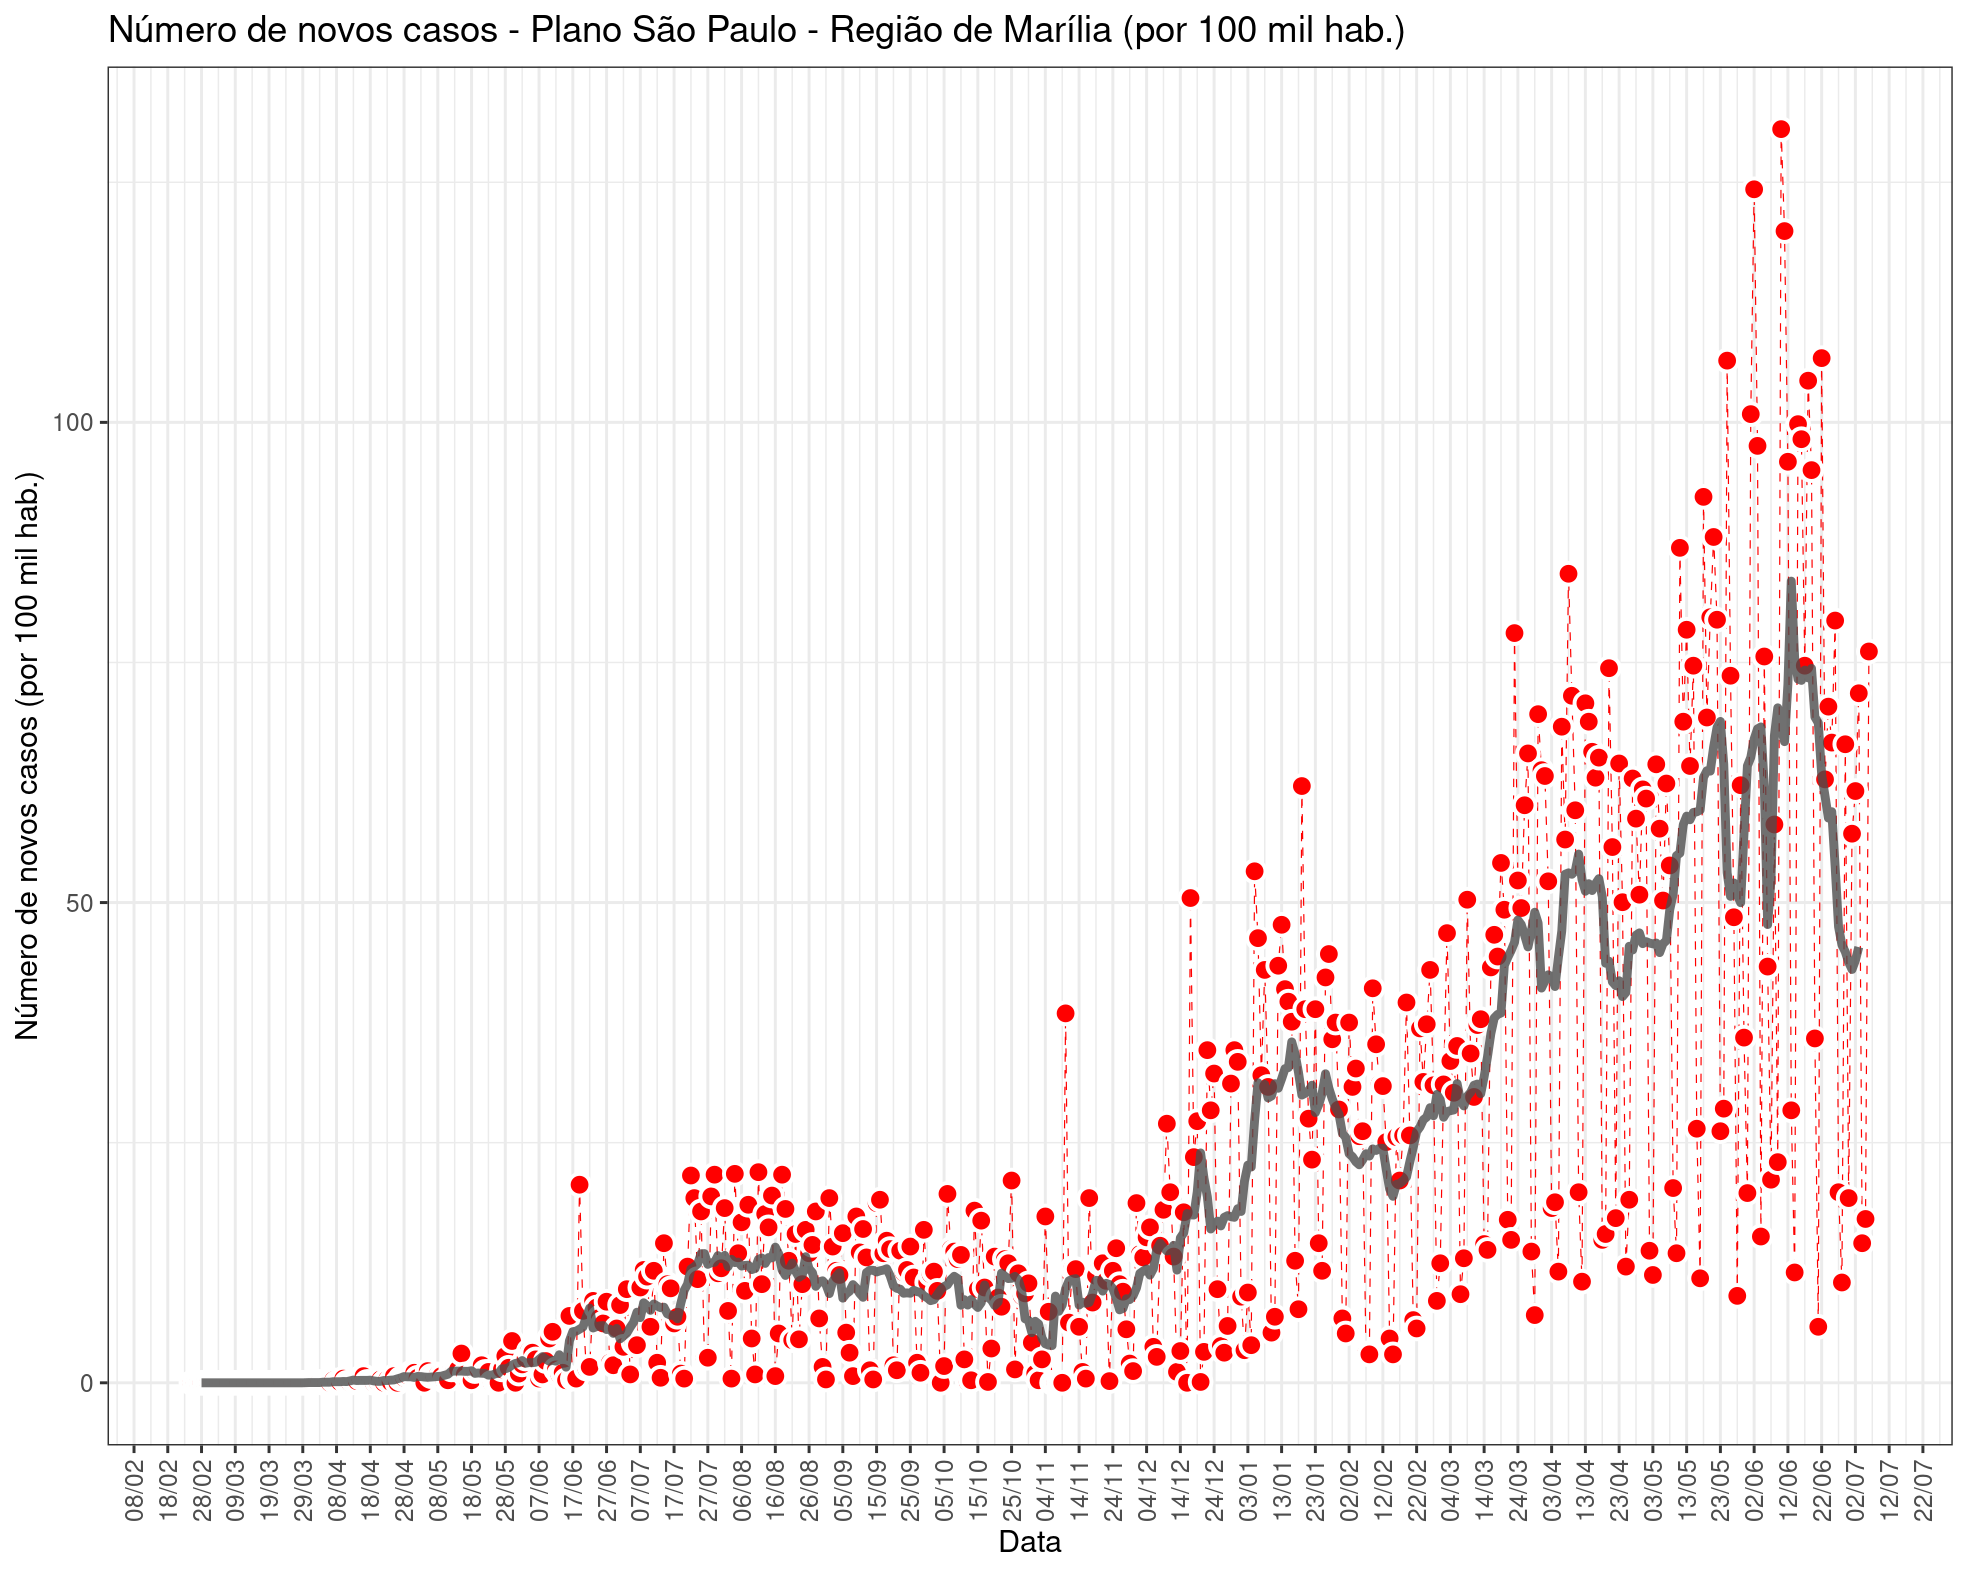 Número de novos casos - Plano São Paulo - Região de Marília (por 100 mil hab.)
Número de novos casos (por 100 mil hab.)
100
50
0
08/02 18/02 28/02 09/03 19/03 29/03 08/04 18/04 28/04 08/05 18/05 28/05 07/06 17/06 27/06 07/07 17/07 27/07 06/08 16/08 26/08 05/09 15/09 25/09 05/10 15/10 25/10 04/11 14/11 24/11 04/12 14/12 24/12 03/01 13/01 23/01 02/02 12/02 22/02 04/03 14/03 24/03 03/04 13/04 23/04 03/05 13/05 23/05 02/06 12/06 22/06 02/07 12/07 22/07
Data